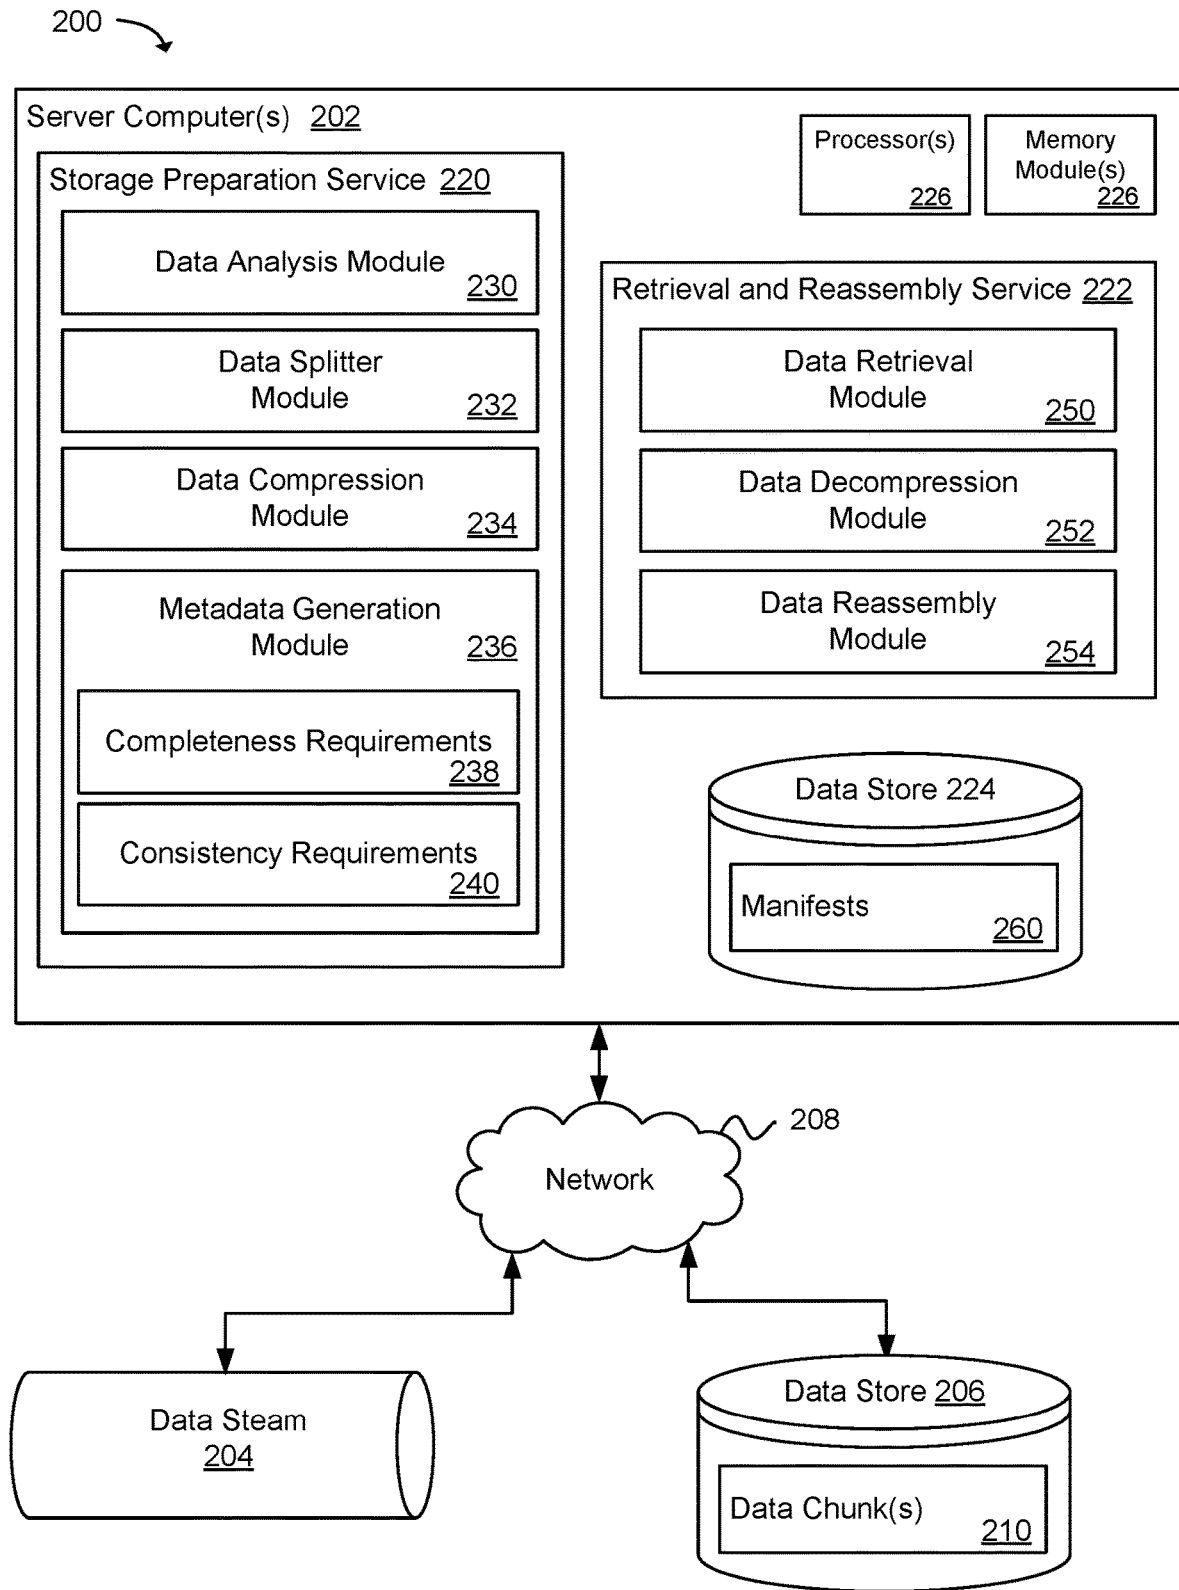 200
Server Computer(s) 202
Processor(s)
226
Memory
Module(s)
226
Storage Preparation Service 220
Data Analysis Module
230
Data Splitter
Module
232
Data Compression
Module
234
Metadata Generation
Module
236
Completeness Requirements
238
Consistency Requirements
240
Retrieval and Reassembly Service 222
Data Retrieval
Module
250
Data Decompression
Module
252
Data Reassembly
Module
254
Data Store 224
Manifests
260
208
Network
Data Steam
204
Data Store 206
Data Chunk(s)
210